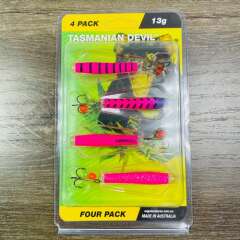 4 PACK
13g
TASMANIAN DEVIL
FOUR PACK
MADE IN AUSTRALIA